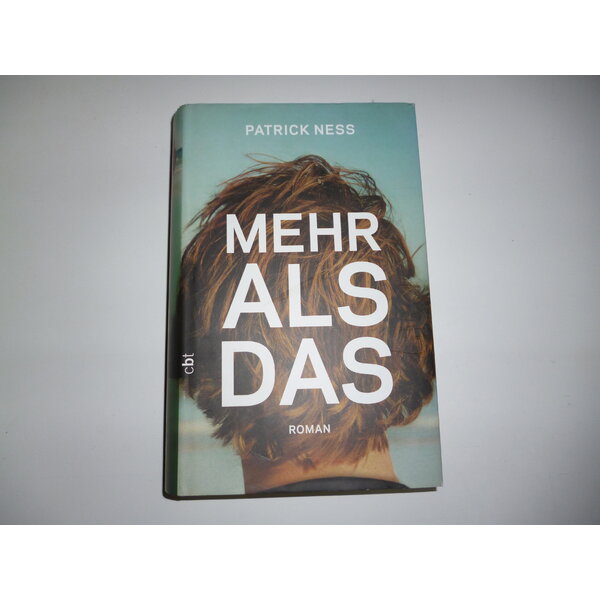 PATRICK NESS
MEHR
ALS
DAS
ROMAN
cbt